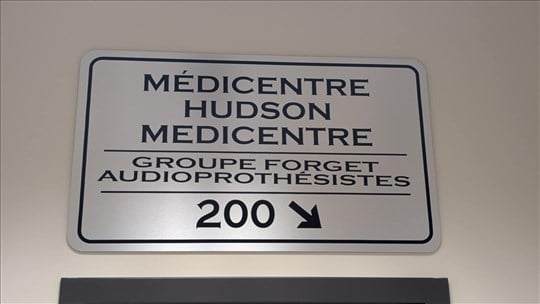 MÉDICENTRE
HUDSON
MEDICENTRE
GROUPE FORGET
AUDIOPROTHÉSISTES
200 ↘